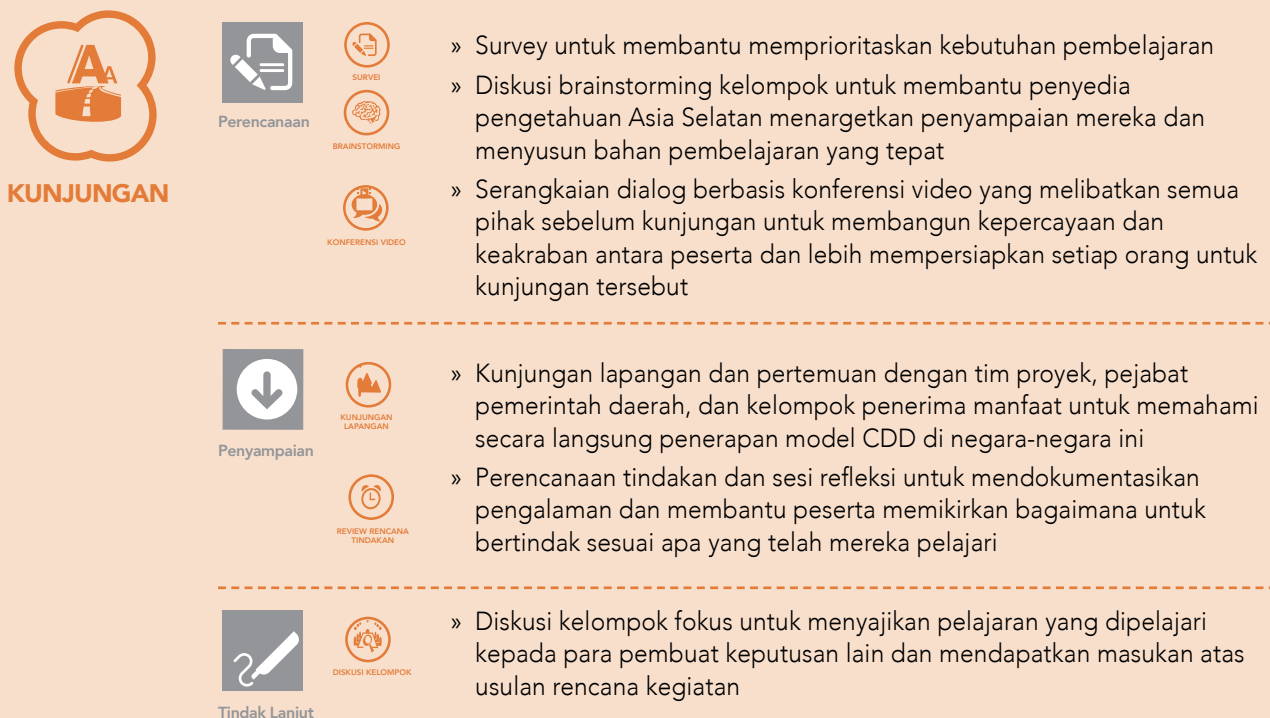 KUNJUNGAN
Perencanaan
SURVEI
BRAINSTORMING
KONFERENSI VIDEO
» Survey untuk membantu memprioritaskan kebutuhan pembelajaran
» Diskusi brainstorming kelompok untuk membantu penyedia
pengetahuan Asia Selatan menargetkan penyampaian mereka dan
menyusun bahan pembelajaran yang tepat
» Serangkaian dialog berbasis konferensi video yang melibatkan semua
pihak sebelum kunjungan untuk membangun kepercayaan dan
keakraban antara peserta dan lebih mempersiapkan setiap orang untuk
kunjungan tersebut
Penyampaian
KUNJUNGAN
LAPANGAN
REVIEW RENCANA
TINDAKAN
» Kunjungan lapangan dan pertemuan dengan tim proyek, pejabat
pemerintah daerah, dan kelompok penerima manfaat untuk memahami
secara langsung penerapan model CDD di negara-negara ini
» Perencanaan tindakan dan sesi refleksi untuk mendokumentasikan
pengalaman dan membantu peserta memikirkan bagaimana untuk
bertindak sesuai apa yang telah mereka pelajari
Tindak Lanjut
DISKUSI KELOMPOK
» Diskusi kelompok fokus untuk menyajikan pelajaran yang dipelajari
kepada para pembuat keputusan lain dan mendapatkan masukan atas
usulan rencana kegiatan